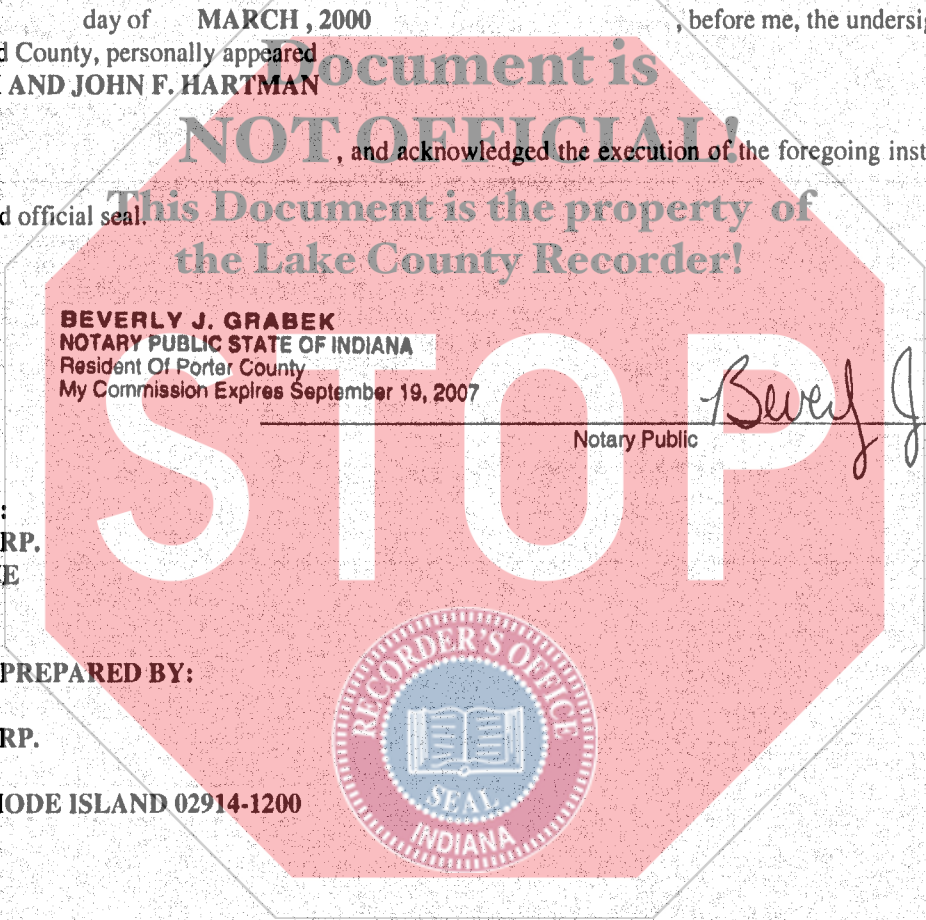 day of MARCH , 2000 , before me, the undersig
d County, personally appeared
AND JOHN F. HARTMAN
Document is
NOT OFFICIAL!
, and acknowledged the execution of the foregoing inst
d official seal.
This Document is the property of
the Lake County Recorder!
BEVERLY J. GRABEK
NOTARY PUBLIC STATE OF INDIANA
Resident Of Porter County
My Commission Expires September 19, 2007
Beverly J
Notary Public
STOP
:
RP.
E
PREPARED BY:
RP.
HODE ISLAND 02914-1200
RECORDER'S OFFICE
SEAL
INDIANA